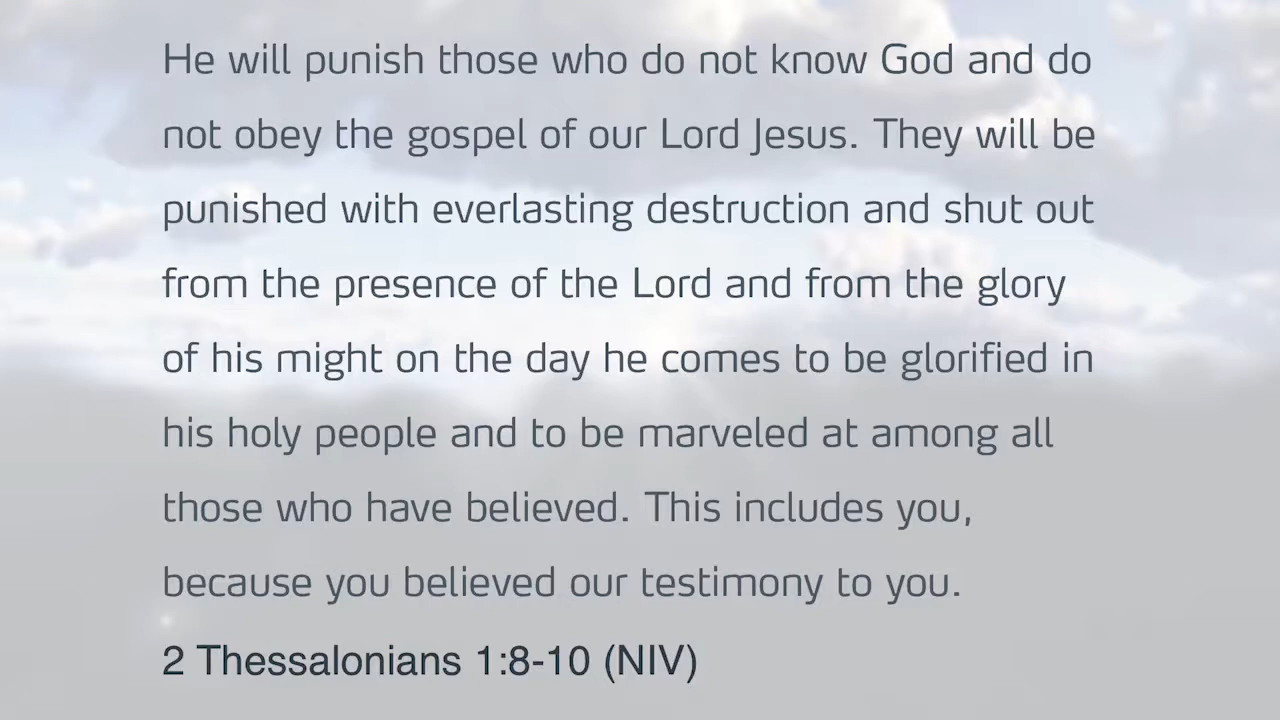 He will punish those who do not know God and do
not obey the gospel of our Lord Jesus. They will be
punished with everlasting destruction and shut out
from the presence of the Lord and from the glory
of his might on the day he comes to be glorified in
his holy people and to be marveled at among all
those who have believed. This includes you,
because you believed our testimony to you.
2 Thessalonians 1:8-10 (NIV)